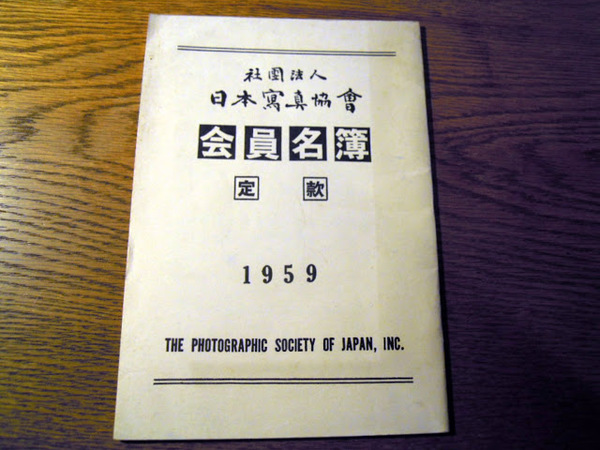 社團法人
日本寫真協會
会員名簿
定款
1959
THE PHOTOGRAPHIC SOCIETY OF JAPAN, INC.